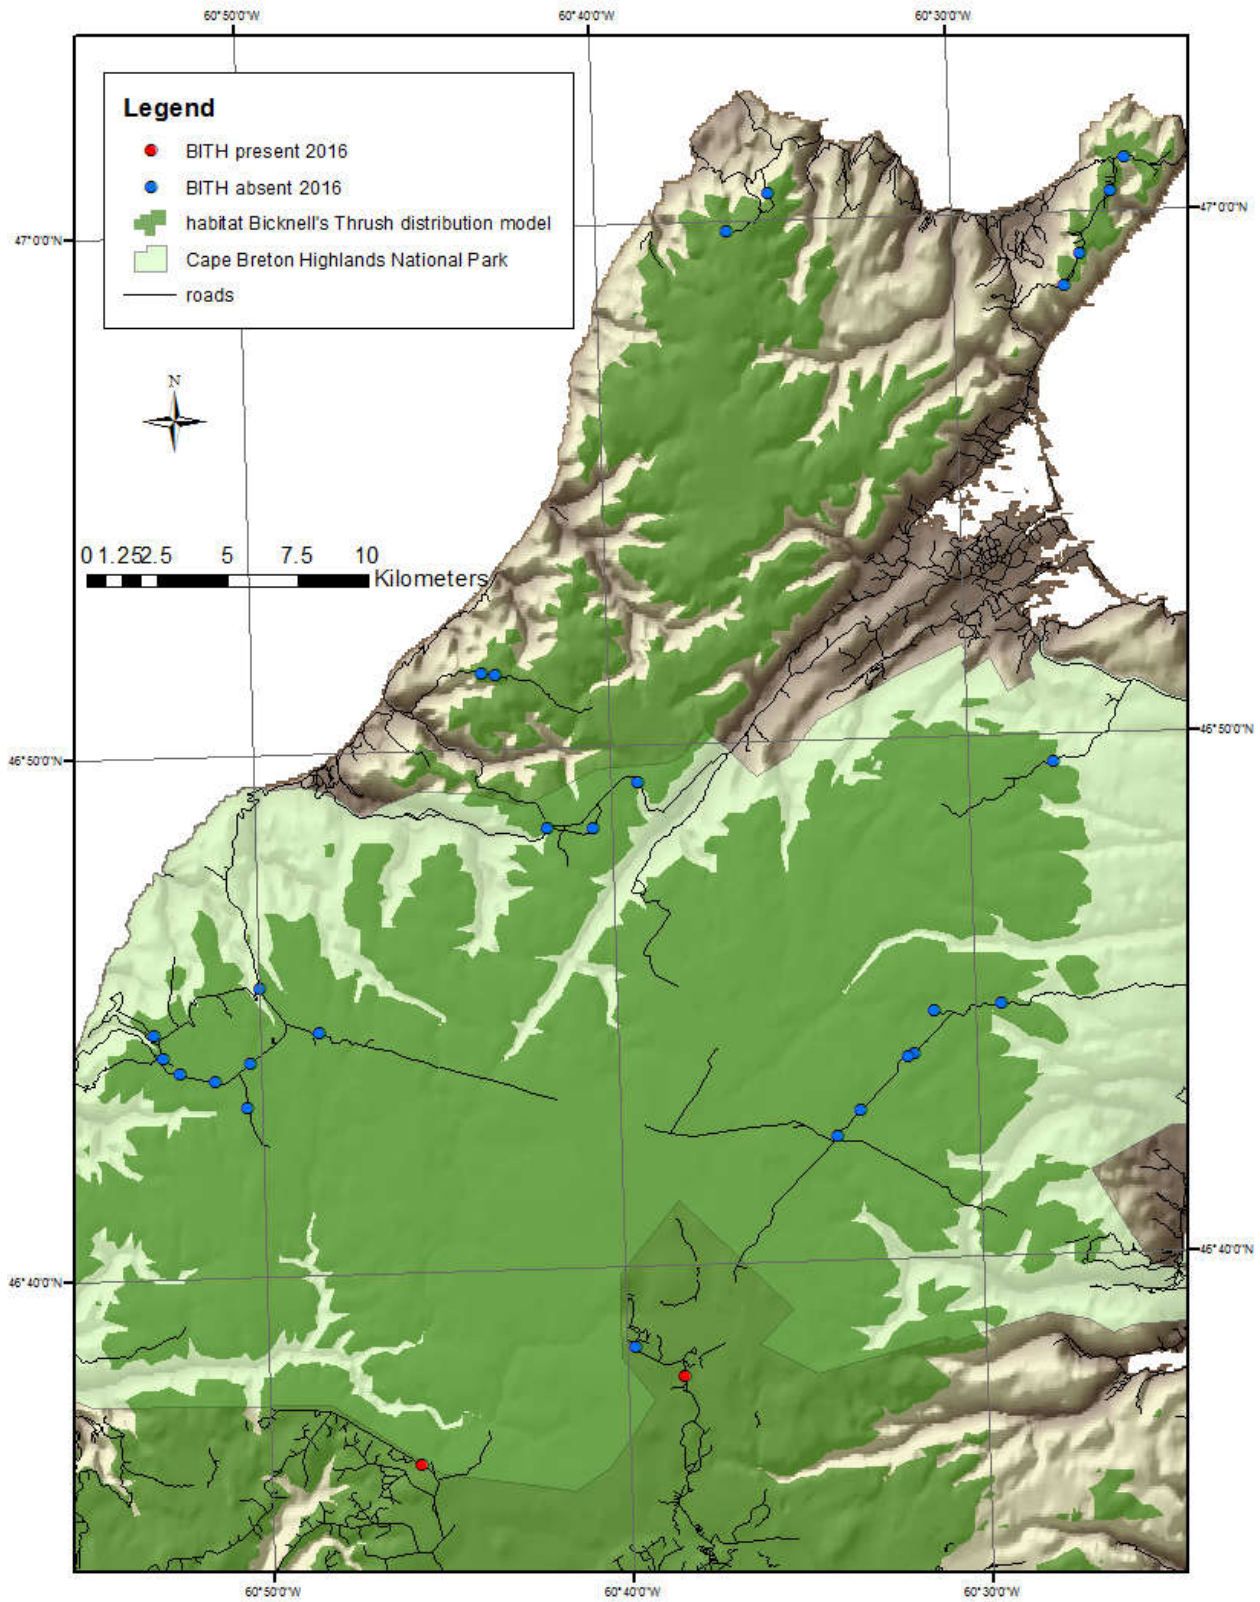 60°50'0"W 60°40'0"W 60°30'0"W
Legend
BITH present 2016
BITH absent 2016
habitat Bicknell's Thrush distribution model
Cape Breton Highlands National Park
roads
47°0'0"N 47°0'0"N
N
0 1.25 2.5 5 7.5 10
Kilometers
46°50'0"N 46°50'0"N
46°40'0"N 46°40'0"N
60°50'0"W 60°40'0"W 60°30'0"W